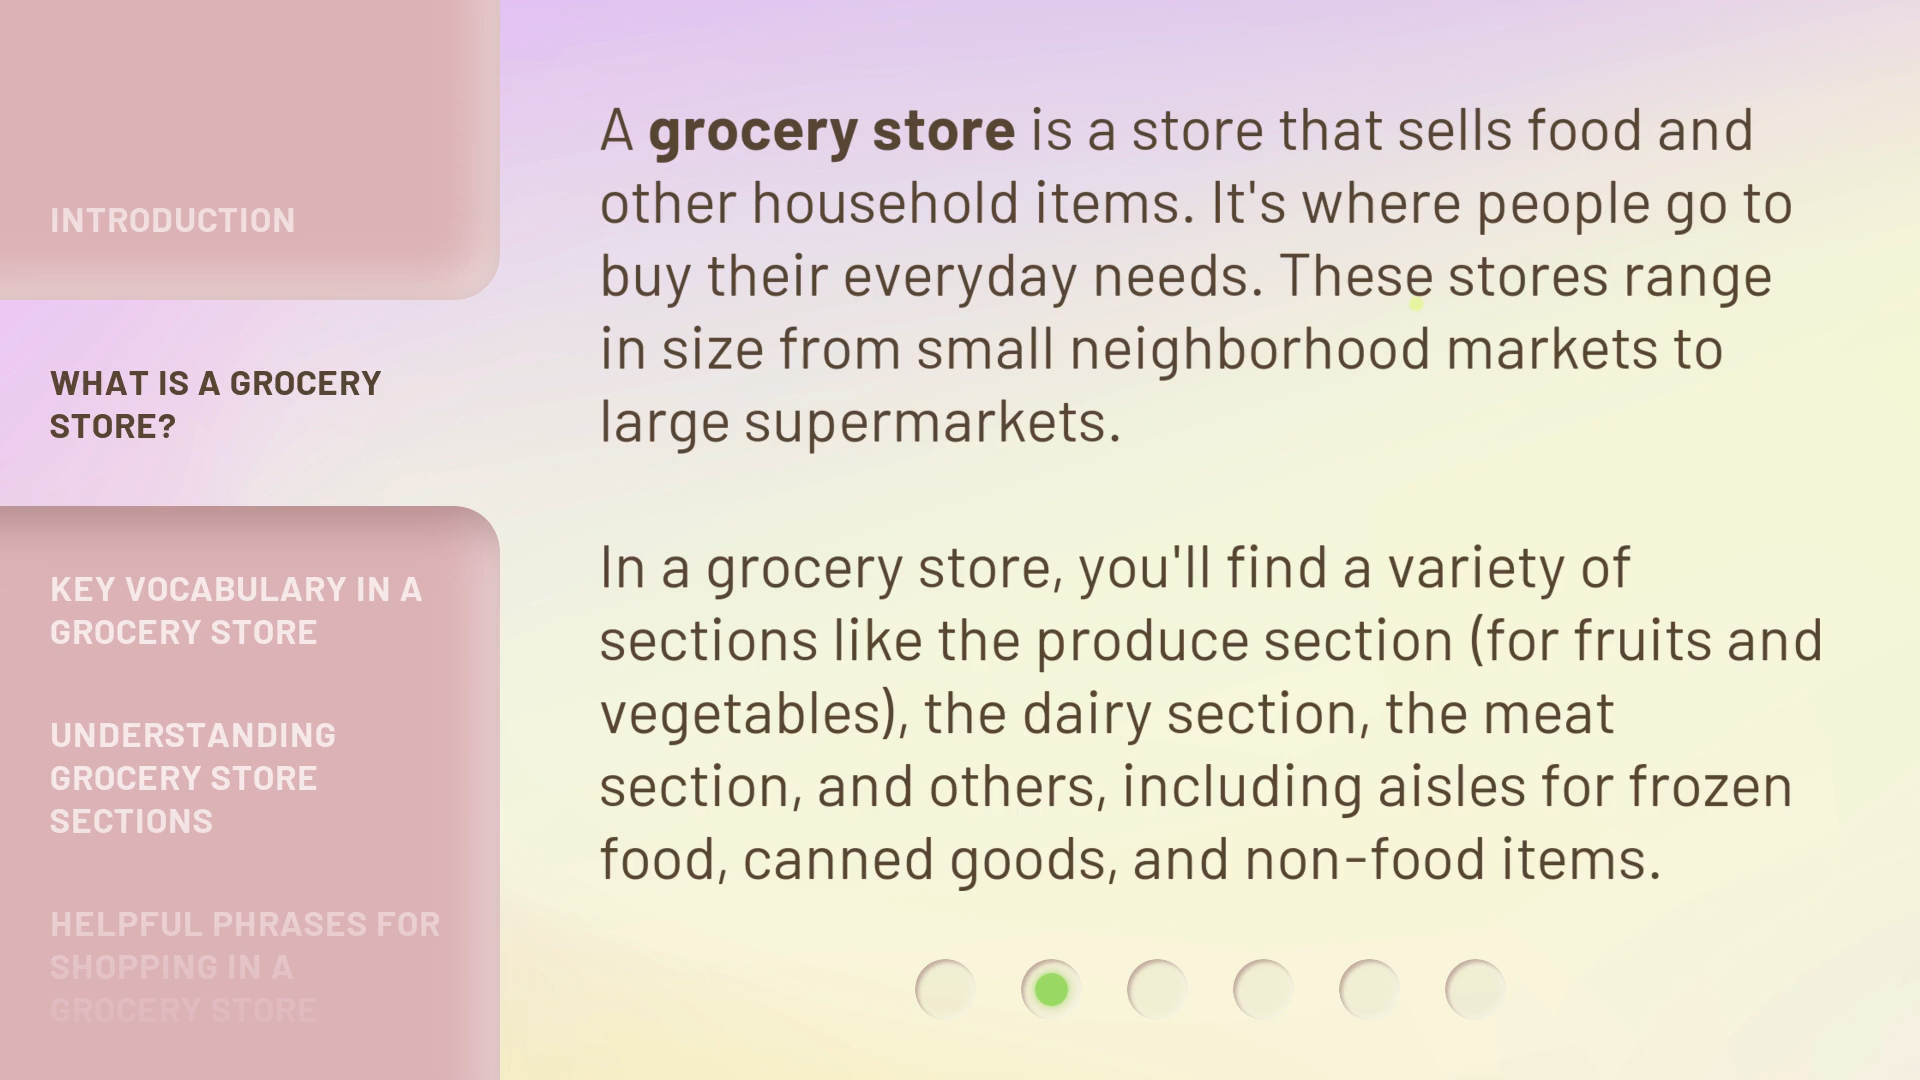 INTRODUCTION
WHAT IS A GROCERY
STORE?
KEY VOCABULARY IN A
GROCERY STORE
UNDERSTANDING
GROCERY STORE
SECTIONS
HELPFUL PHRASES FOR
SHOPPING IN A
GROCERY STORE
A grocery store is a store that sells food and
other household items. It's where people go to
buy their everyday needs. These stores range
in size from small neighborhood markets to
large supermarkets.
In a grocery store, you'll find a variety of
sections like the produce section (for fruits and
vegetables), the dairy section, the meat
section, and others, including aisles for frozen
food, canned goods, and non-food items.